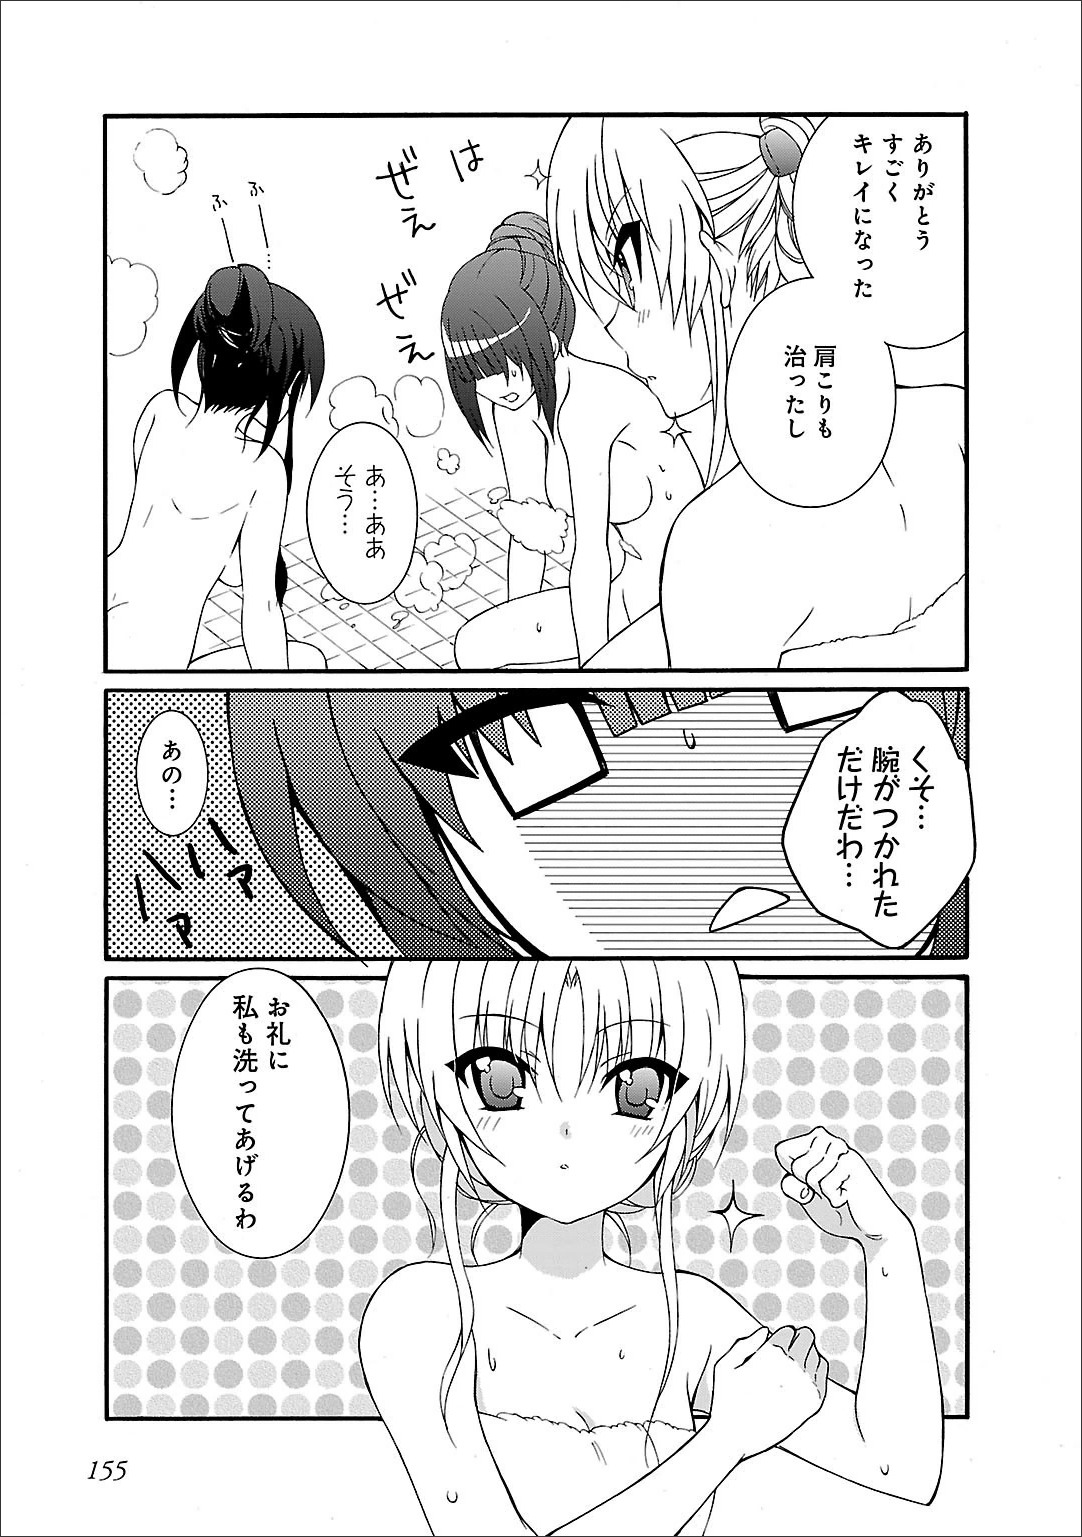 ありがとう
すごく
キレイになった
肩こりも
治ったし
は
ぜぇ
ぜぇ
ふー
ふー…
あ…ああ
そう…
くそ…
腕がつかれた
だけだわ…
あの…
ハァ
ハァ
お礼に
私も洗ってあげるわ
155